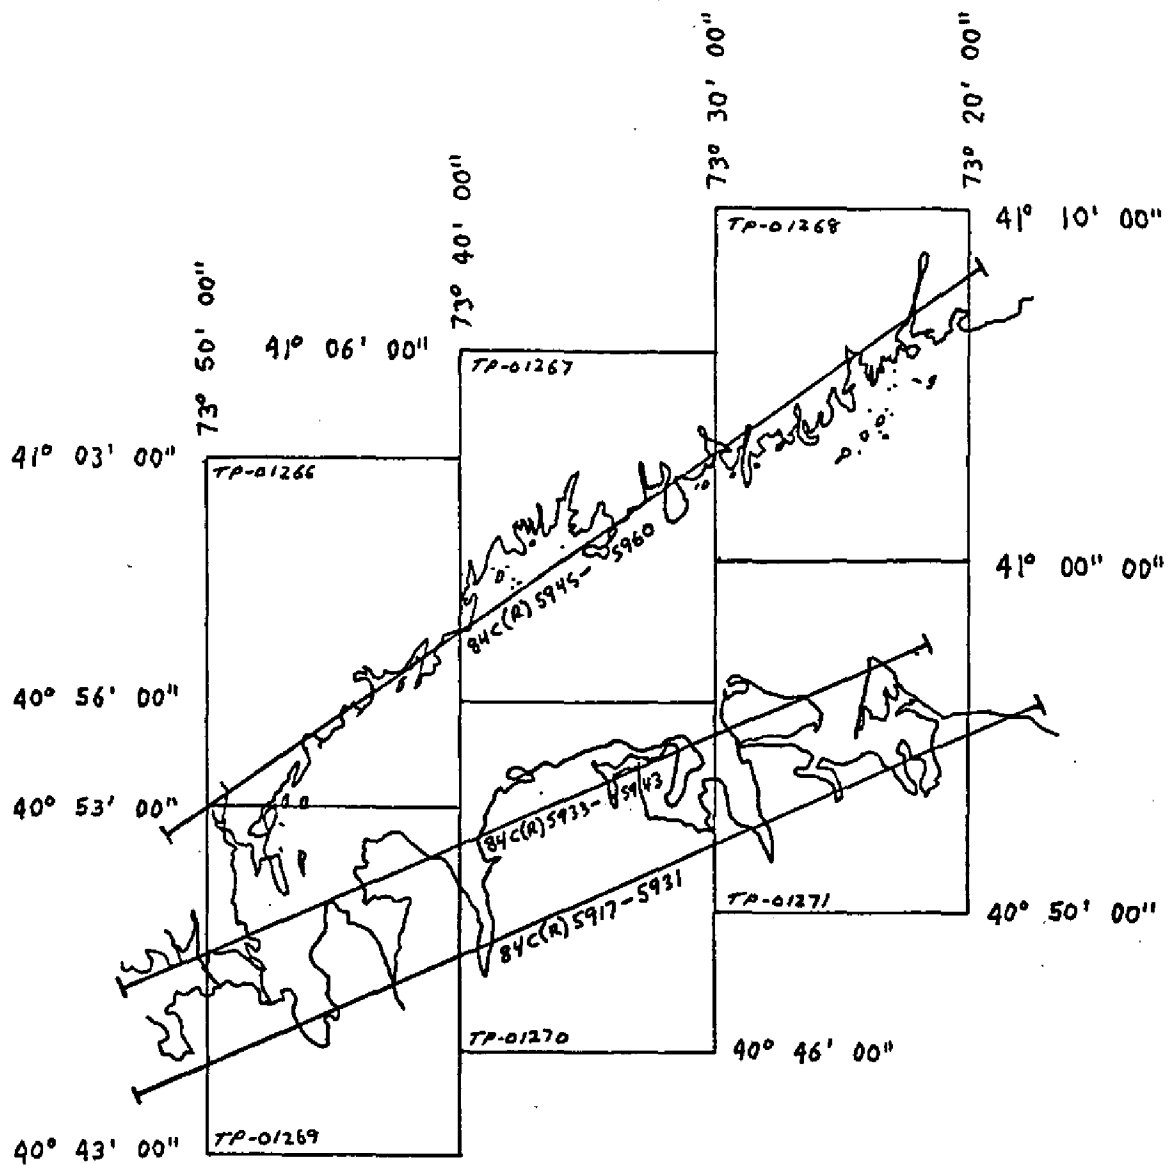 73° 30' 00"
73° 20' 00"
73° 40' 00"
73° 50' 00"
TP-01268
41° 10' 00"
41° 06' 00"
TP-01267
41° 03' 00"
TP-01266
84C(R) 5945- 5960
41° 00" 00"
40° 56' 00"
40° 53' 00"
84C(R) 5933- 5943
84C(R) 5917-5931
TP-01271
40° 50' 00"
TP-01270
40° 46' 00"
40° 43' 00"
TP-01269